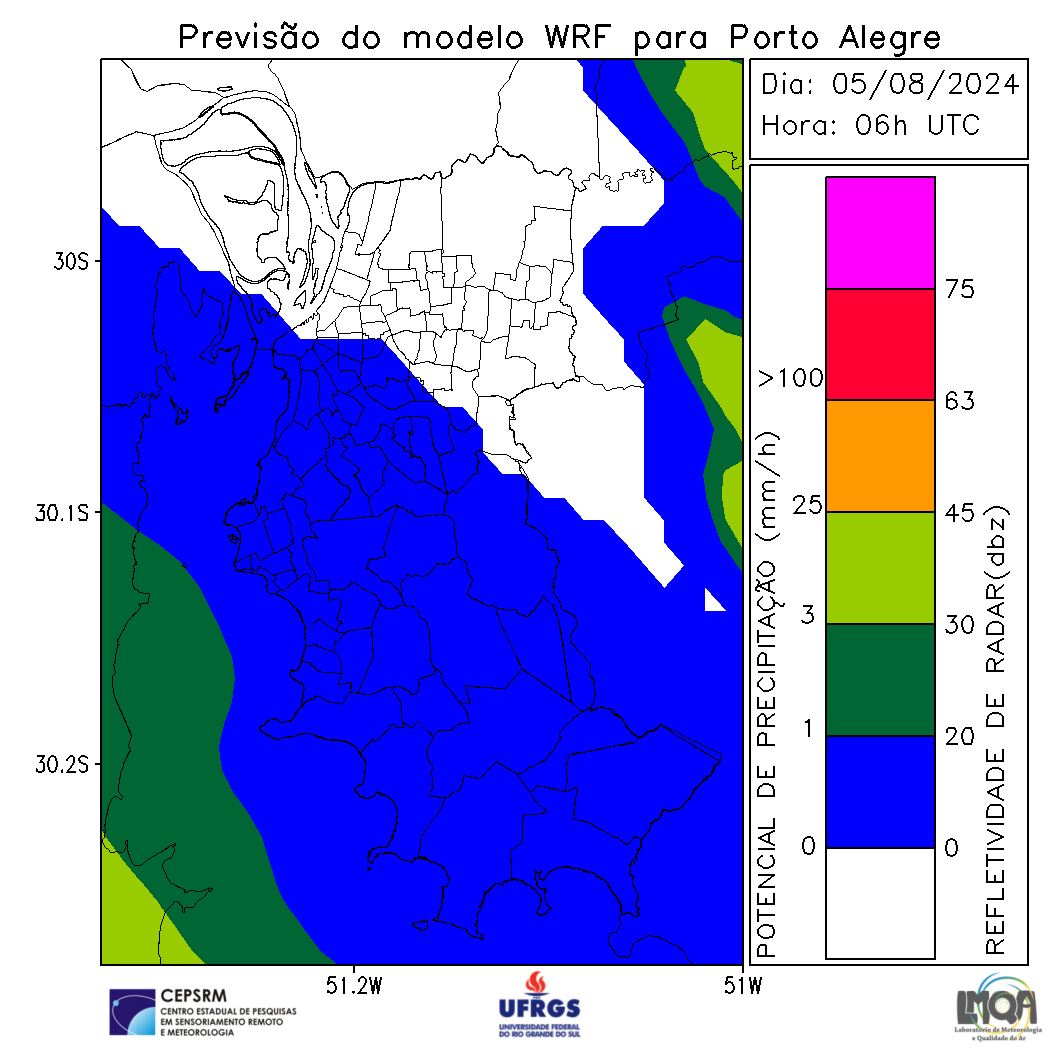 Previsão do modelo WRF para Porto Alegre
Dia: 05/08/2024
Hora: 06h UTC
30S
30.1S
30.2S
51.2W
51W
POTENCIAL DE PRECIPITAÇÃO (mm/h)
>100
25
3
1
0
75
63
45
30
20
0
REFLETIVIDADE DE RADAR(dbz)
CEPSRM
CENTRO ESTADUAL DE PESQUISAS
EM SENSORIAMENTO REMOTO
E METEOROLOGIA
UFRGS
UNIVERSIDADE FEDERAL
DO RIO GRANDE DO SUL
LMQA
Laboratório de Meteorologia
e Qualidade do Ar